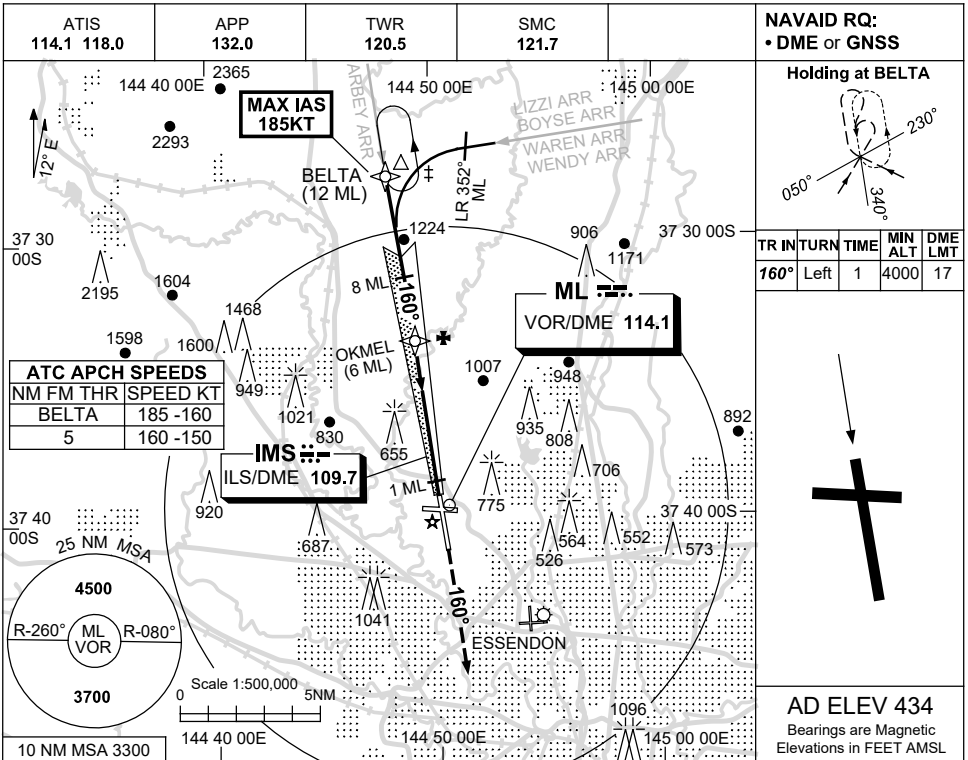 ATIS
114.1 118.0
APP
132.0
TWR
120.5
SMC
121.7
NAVAID RQ:
• DME or GNSS
144 40 00E
2365
144 50 00E
145 00 00E
MAX IAS
185KT
ARBEY ARR
LIZZI ARR
BOYSE ARR
WAREN ARR
WENDY ARR
2293
12° E
BELTA
(12 ML)
LR 352°
ML
Holding at BELTA
230°
050°
340°
TR IN TURN TIME MIN ALT DME LMT
160° Left 1 4000 17
37 30
00S
1224
906
37 30 00S
1171
2195
1604
8 ML
160°
ML
VOR/DME 114.1
1468
1600
1598
949
OKMEL
(6 ML)
1007
948
ATC APCH SPEEDS
NM FM THR SPEED KT
BELTA 185 -160
5 160 -150
1021
830
655
935
808
892
IMS
ILS/DME 109.7
706
775
1 ML
920
687
37 40
00S
37 40 00S
564
552
573
526
25 NM MSA
4500
R-260°
ML
VOR
R-080°
3700
1041
160°
ESSENDON
0 Scale 1:500,000 5NM
1096
10 NM MSA 3300
144 40 00E
144 50 00E
145 00 00E
AD ELEV 434
Bearings are Magnetic
Elevations in FEET AMSL